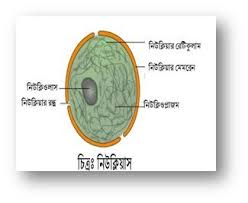 নিউক্লিয়ার রেটিকুলাম
নিউক্লিয়ার মেমব্রেন
নিউক্লিওলাস
নিউক্লিয়ার রন্ধ্র
নিউক্লিওপ্লাজম
চিত্রঃ নিউক্লিয়াস